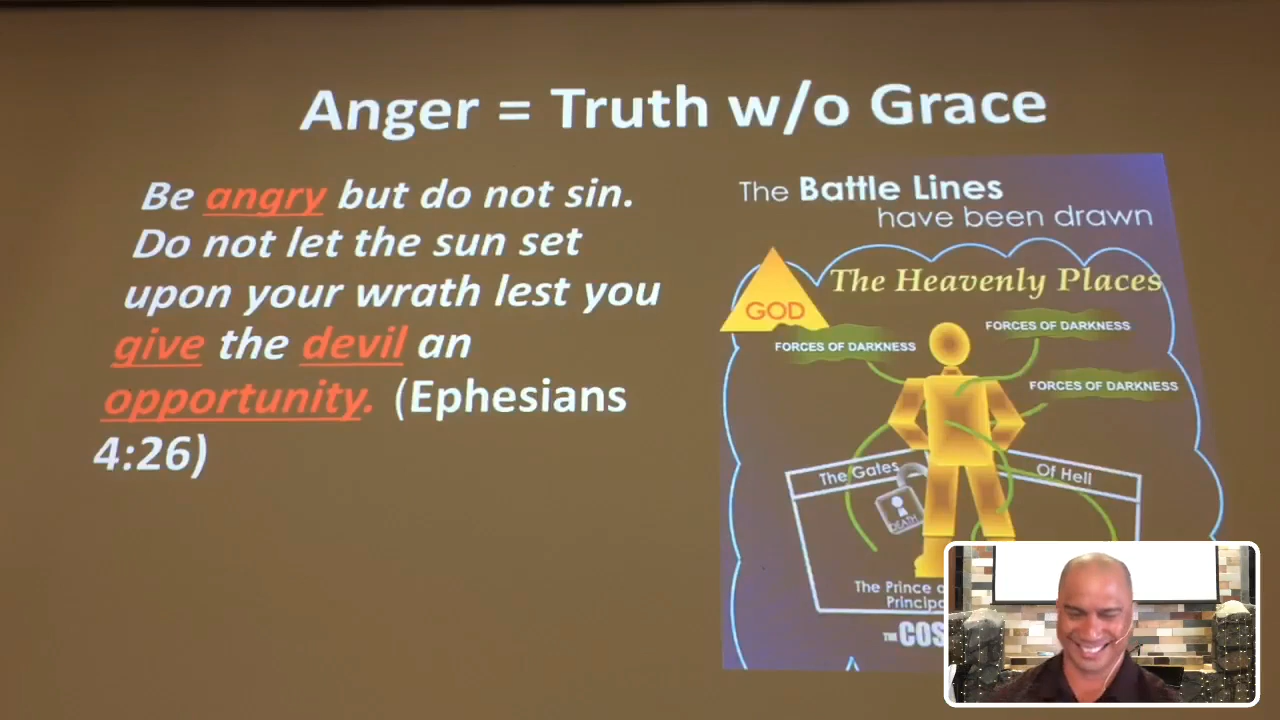 Anger = Truth w/o Grace
Be angry but do not sin.
Do not let the sun set
upon your wrath lest you
give the devil an
opportunity. (Ephesians
4:26)
The Battle Lines
have been drawn
The Heavenly Places
GOD
FORCES OF DARKNESS
FORCES OF DARKNESS
FORCES OF DARKNESS
The Gates
Of Hell
DEATH
The Prince
THE